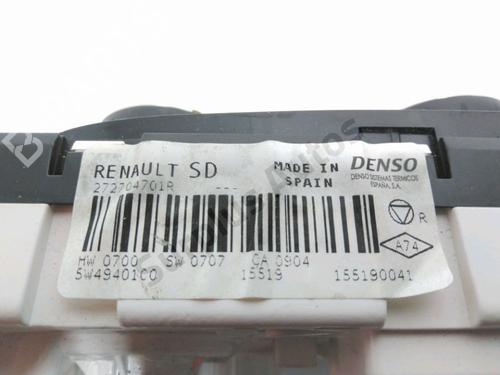 RENAULT SD
272704701R ---
MADE IN
SPAIN
DENSO
DENSO SISTEMAS TERMICOS
ESPAÑA, S.A.
R
A74
HW 0700 SW 0707 CA 0904
5W49401C0 15519 155190041